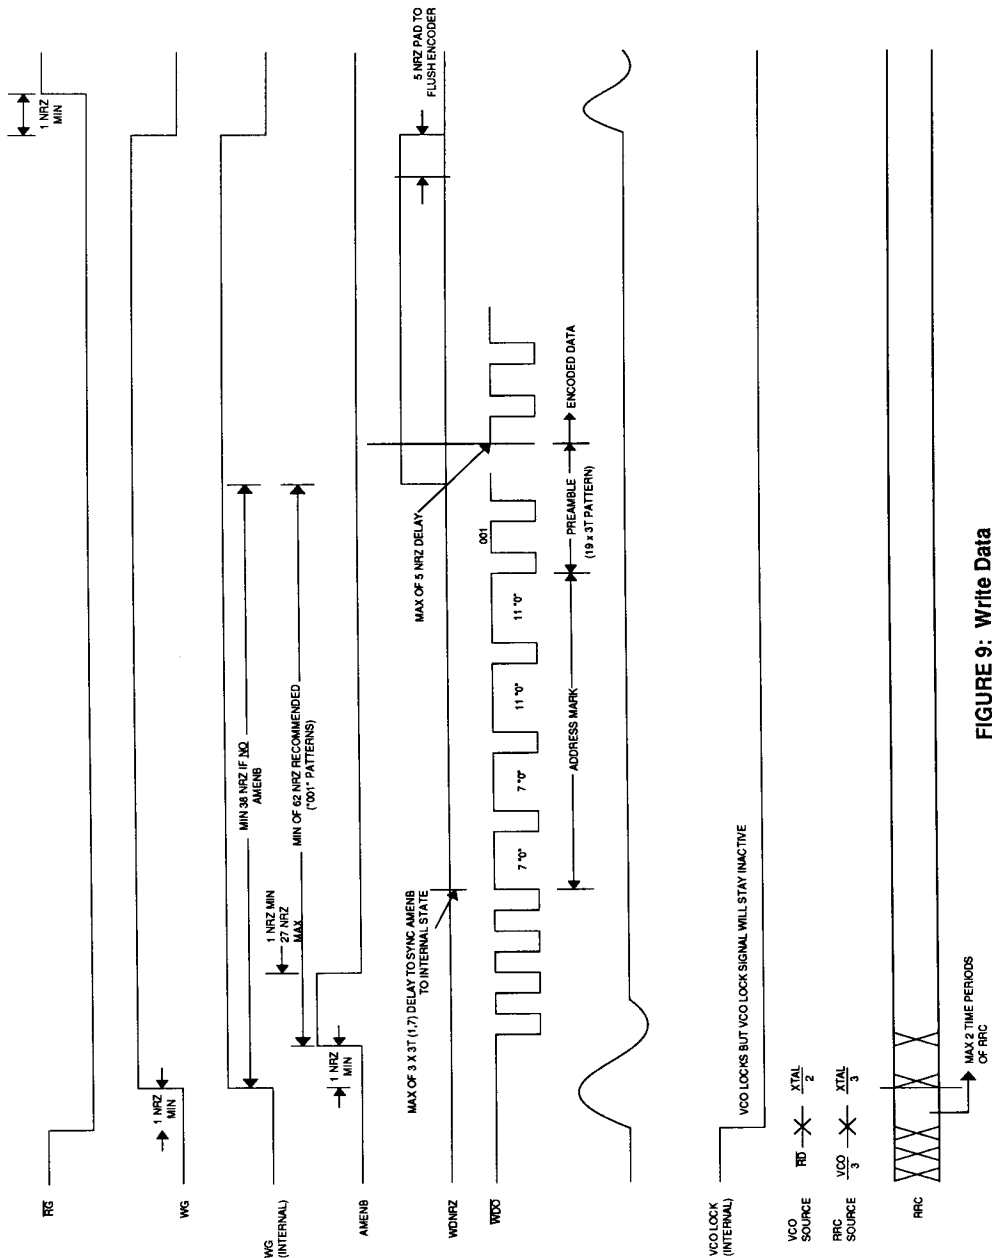 R̅G̅
1 NRZ
MIN
WG
1 NRZ
MIN
WG
(INTERNAL)
MIN 38 NRZ IF NO
AMENB
MIN OF 62 NRZ RECOMMENDED
("001" PATTERNS)
1 NRZ MIN
27 NRZ
MAX
AMENB
1 NRZ
MIN
5 NRZ PAD TO
FLUSH ENCODER
WDNRZ
MAX OF 3 X 3T (1,7) DELAY TO SYNC AMENB
TO INTERNAL STATE
MAX OF 5 NRZ DELAY
W̅D̅O̅
7 "0"
7 "0"
11 "0"
11 "0"
001
ADDRESS MARK
PREAMBLE
(19 x 3T PATTERN)
ENCODED DATA
VCO LOCK
(INTERNAL)
VCO LOCKS BUT VCO LOCK SIGNAL WILL STAY INACTIVE
VCO
SOURCE
R̅D̅
XTAL
2
RRC
SOURCE
VCO
3
XTAL
3
RRC
MAX 2 TIME PERIODS
OF RRC
FIGURE 9: Write Data